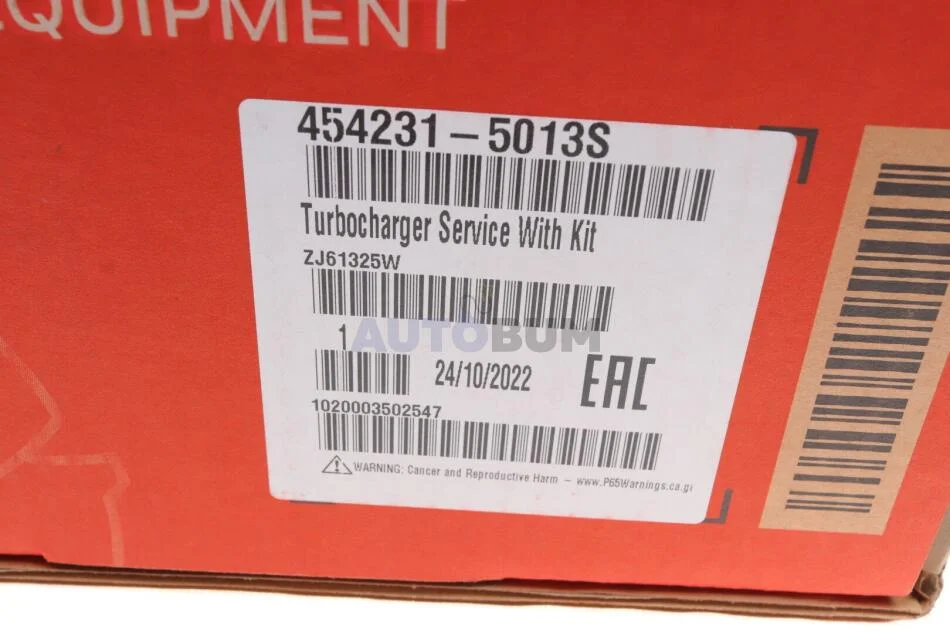 EQUIPMENT
454231-5013S
Turbocharger Service With Kit
ZJ61325W
AUTOBUM
1
24/10/2022
EAC
1020003502547
WARNING: Cancer and Reproductive Harm - www.P65Warnings.ca.gi